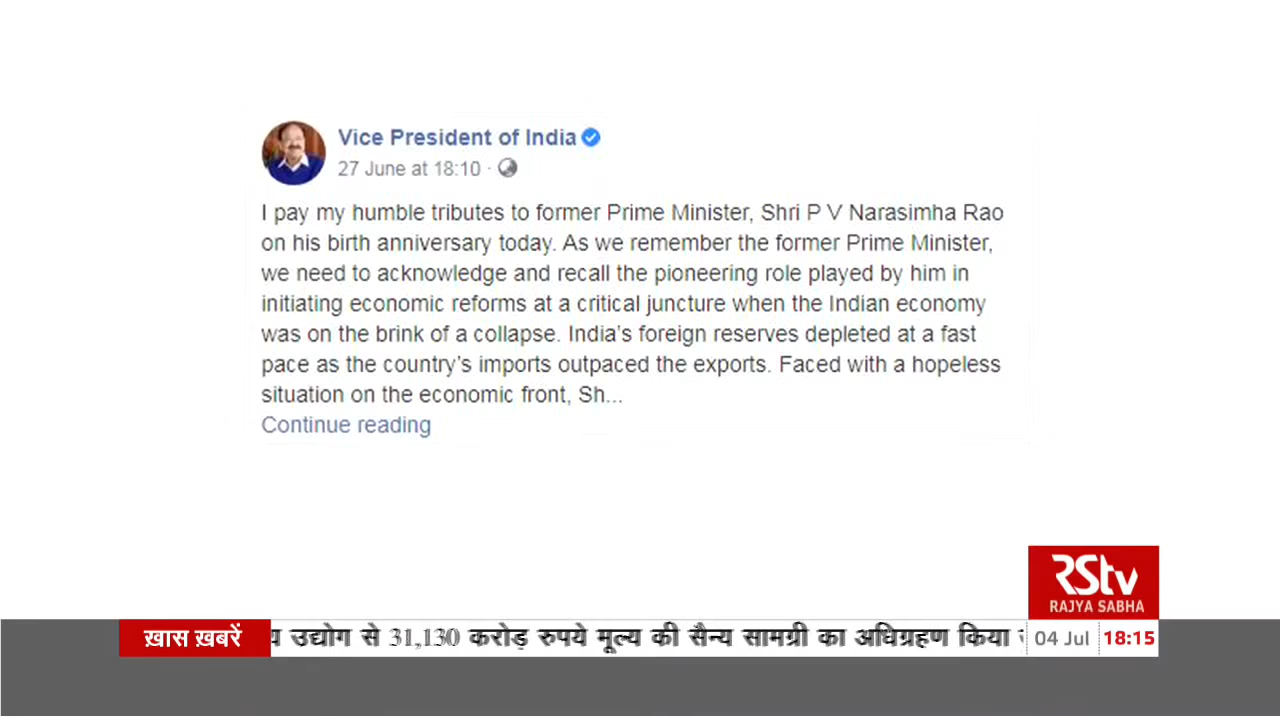 Vice President of India
27 June at 18:10 ·
I pay my humble tributes to former Prime Minister, Shri P V Narasimha Rao
on his birth anniversary today. As we remember the former Prime Minister,
we need to acknowledge and recall the pioneering role played by him in
initiating economic reforms at a critical juncture when the Indian economy
was on the brink of a collapse. India’s foreign reserves depleted at a fast
pace as the country’s imports outpaced the exports. Faced with a hopeless
situation on the economic front, Sh...
Continue reading
RStv
RAJYA SABHA
ख़ास ख़बरें
उद्योग से 31,130 करोड़ रुपये मूल्य की सैन्य सामग्री का अधिग्रहण किया
04 Jul 18:15